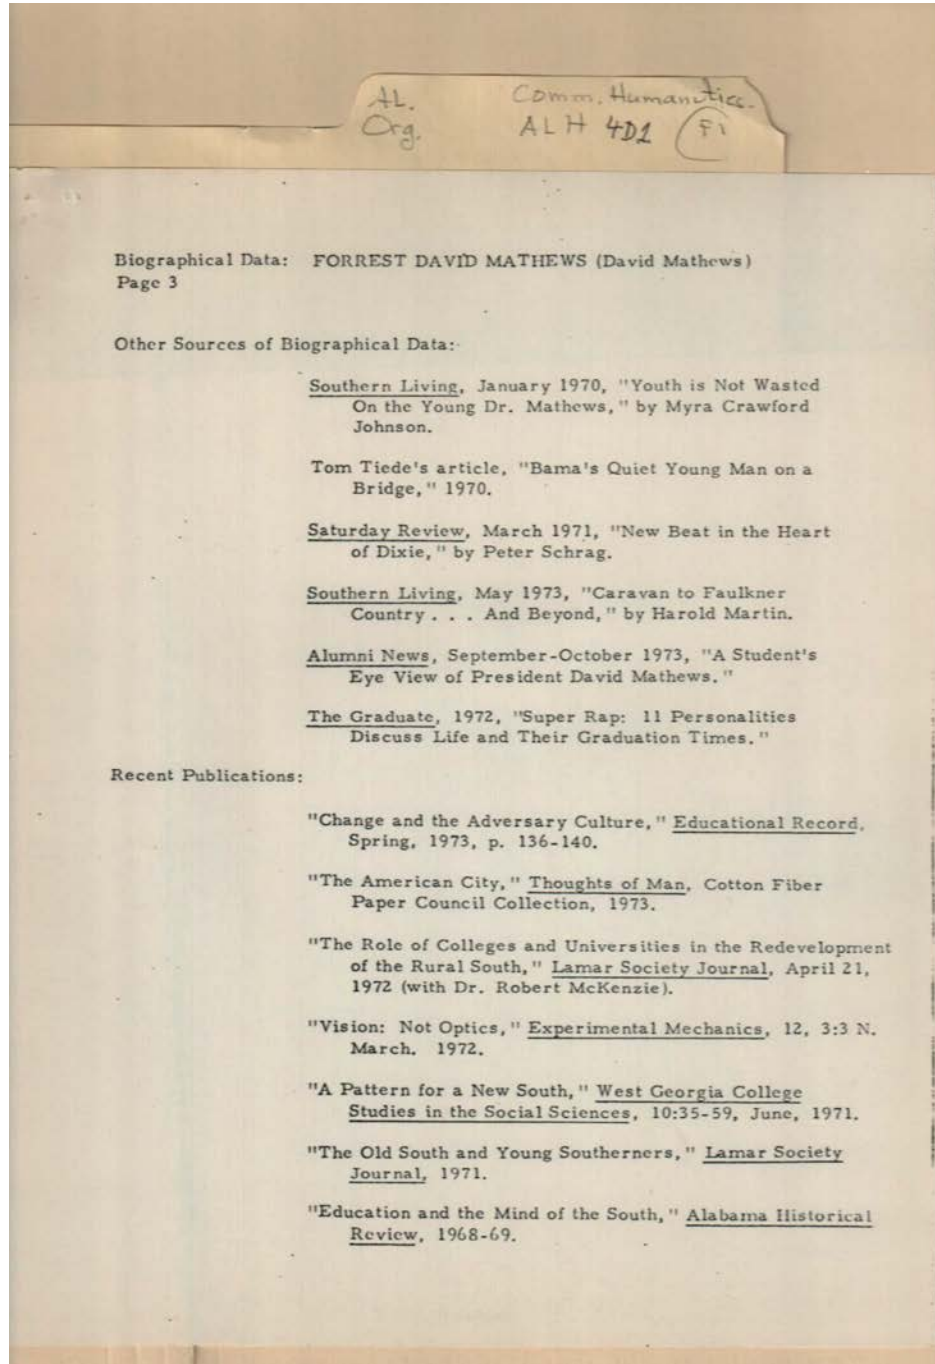 AL. Comm. Humanities.
Org. ALH 4D1 F1
Biographical Data: FORREST DAVID MATHEWS (David Mathews)
Page 3
Other Sources of Biographical Data:
Southern Living, January 1970, "Youth is Not Wasted
On the Young Dr. Mathews," by Myra Crawford
Johnson.
Tom Tiede's article, "Bama's Quiet Young Man on a
Bridge," 1970.
Saturday Review, March 1971, "New Beat in the Heart
of Dixie," by Peter Schrag.
Southern Living, May 1973, "Caravan to Faulkner
Country . . . And Beyond," by Harold Martin.
Alumni News, September-October 1973, "A Student's
Eye View of President David Mathews."
The Graduate, 1972, "Super Rap: 11 Personalities
Discuss Life and Their Graduation Times."
Recent Publications:
"Change and the Adversary Culture," Educational Record,
Spring, 1973, p. 136-140.
"The American City," Thoughts of Man, Cotton Fiber
Paper Council Collection, 1973.
"The Role of Colleges and Universities in the Redevelopment
of the Rural South," Lamar Society Journal, April 21,
1972 (with Dr. Robert McKenzie).
"Vision: Not Optics," Experimental Mechanics, 12, 3:3 N.
March. 1972.
"A Pattern for a New South," West Georgia College
Studies in the Social Sciences, 10:35-59, June, 1971.
"The Old South and Young Southerners," Lamar Society
Journal, 1971.
"Education and the Mind of the South," Alabama Historical
Review, 1968-69.